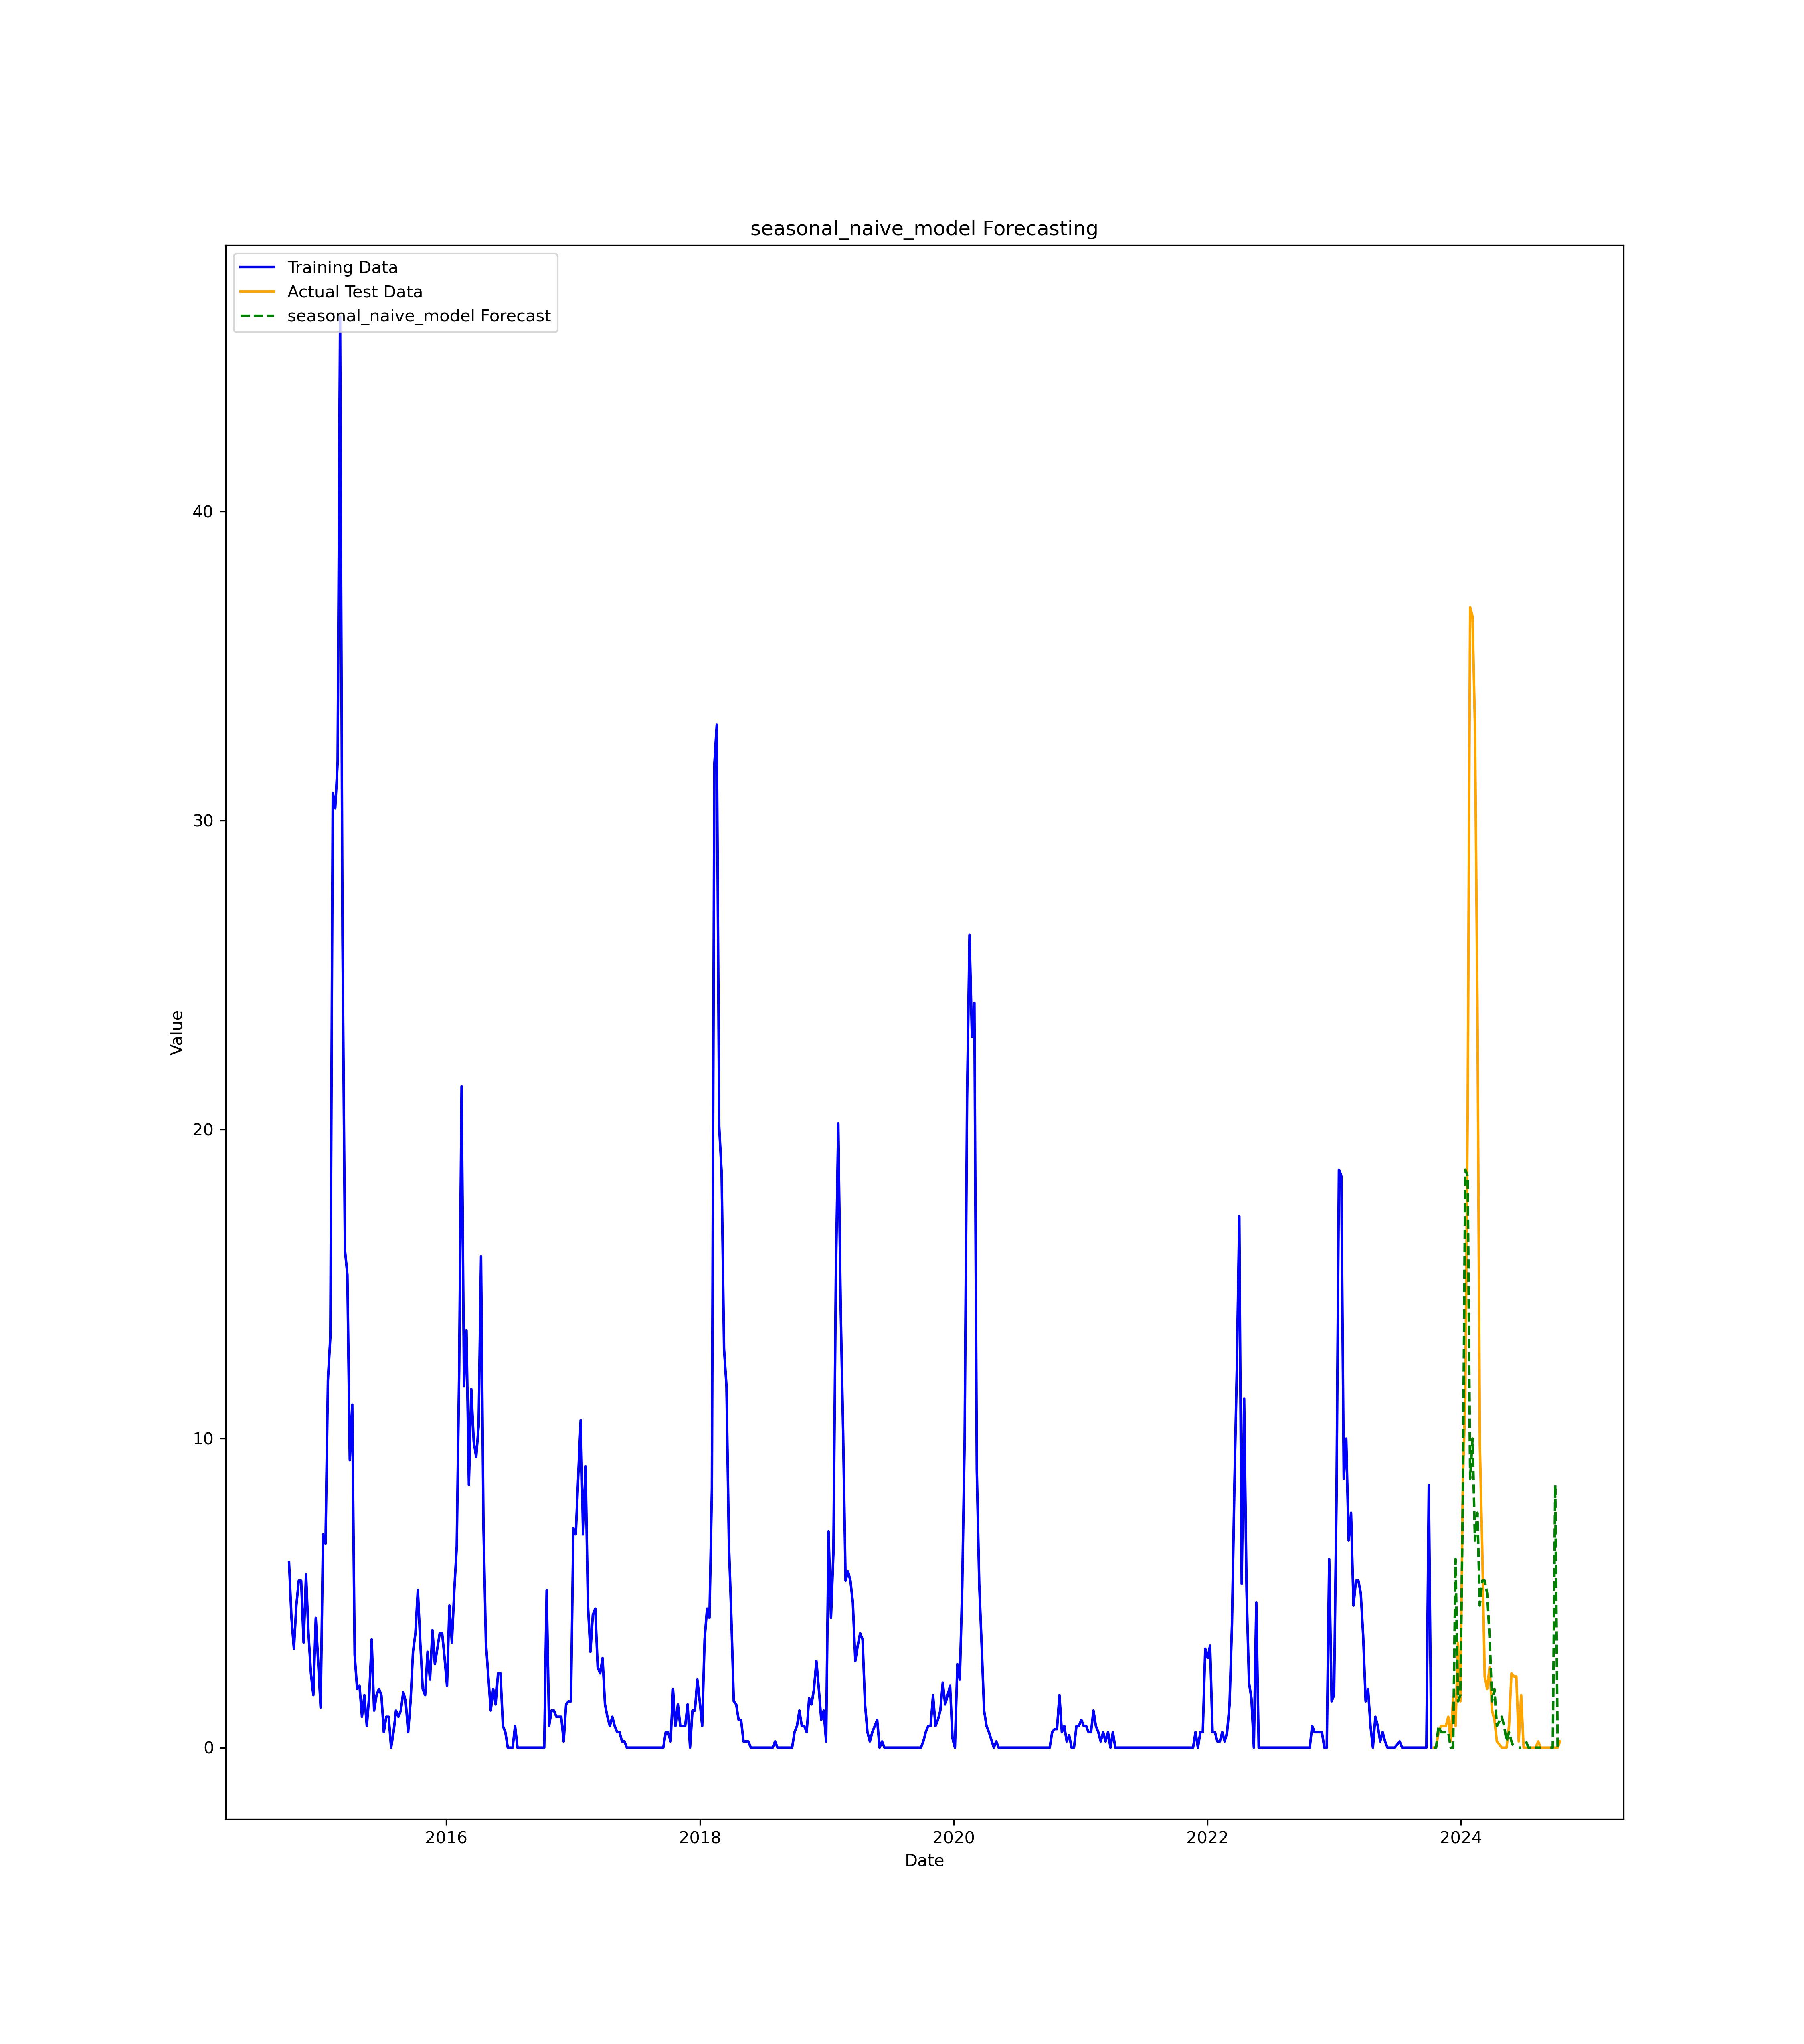 seasonal_naive_model Forecasting
Training Data
Actual Test Data
seasonal_naive_model Forecast
Value
40
30
20
10
0
2016 2018 2020 2022 2024
Date